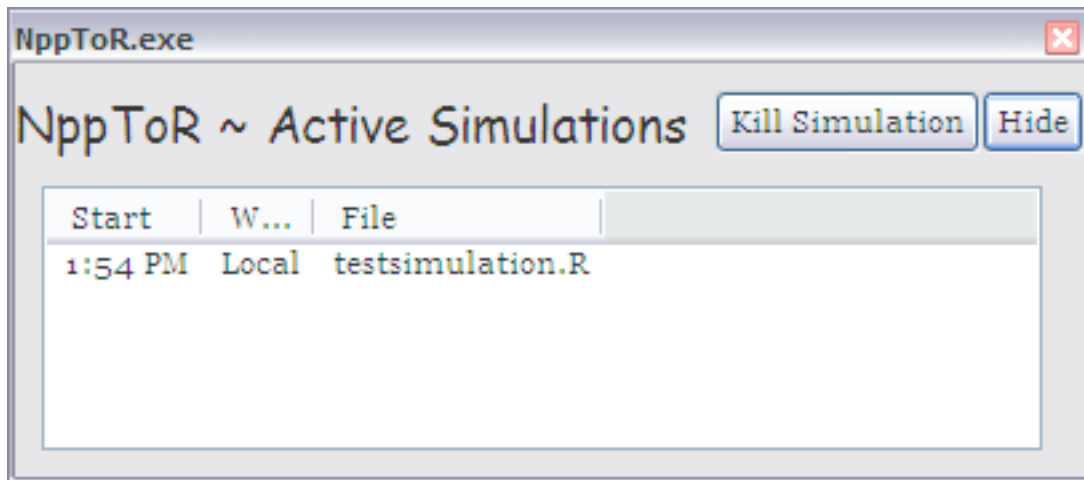 NppToR.exe
NppToR ~ Active Simulations Kill Simulation Hide
Start W... File
1:54 PM Local testsimulation.R